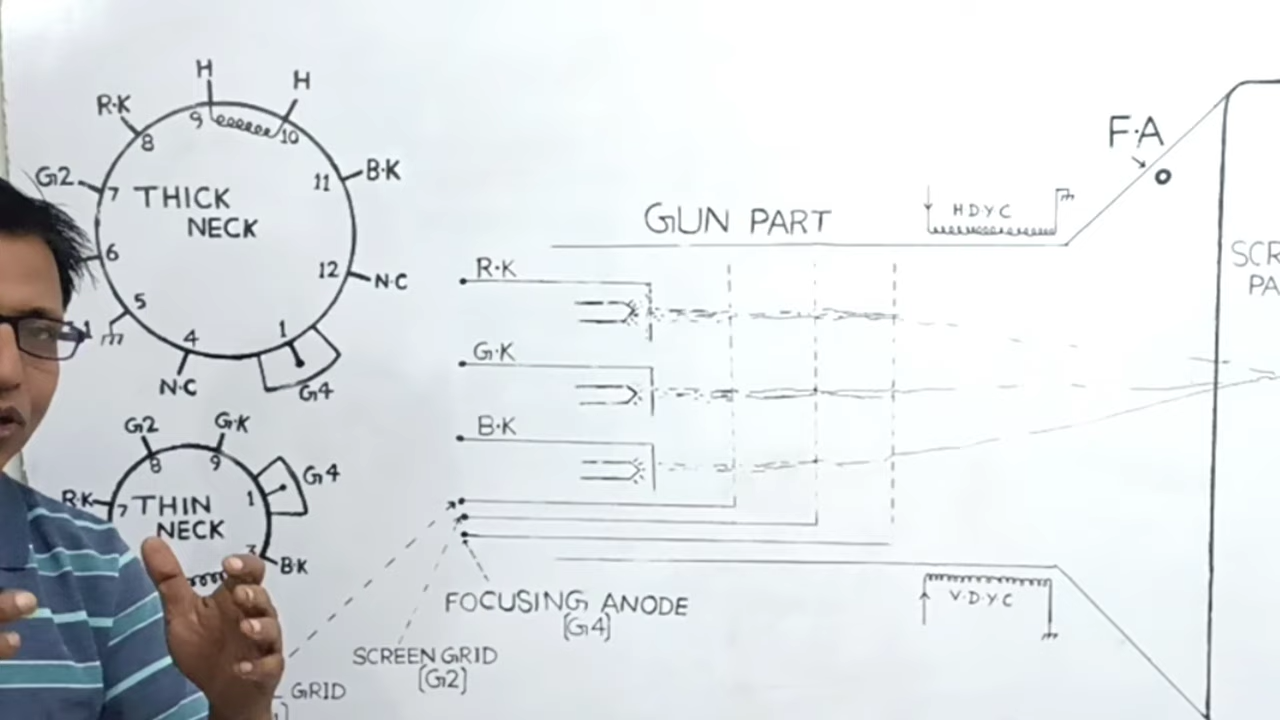 H
H
R·K
9
10
8
G2
7
THICK
NECK
11
B·K
6
12
N·C
5
4
1
N·C
G4
G2
G·K
8
9
G4
R·K
7
THIN
NECK
1
B·K
GUN PART
R·K
G·K
B·K
H D Y C
F·A
V·D·Y·C
FOCUSING ANODE
[G4]
SCREEN GRID
[G2]
GRID